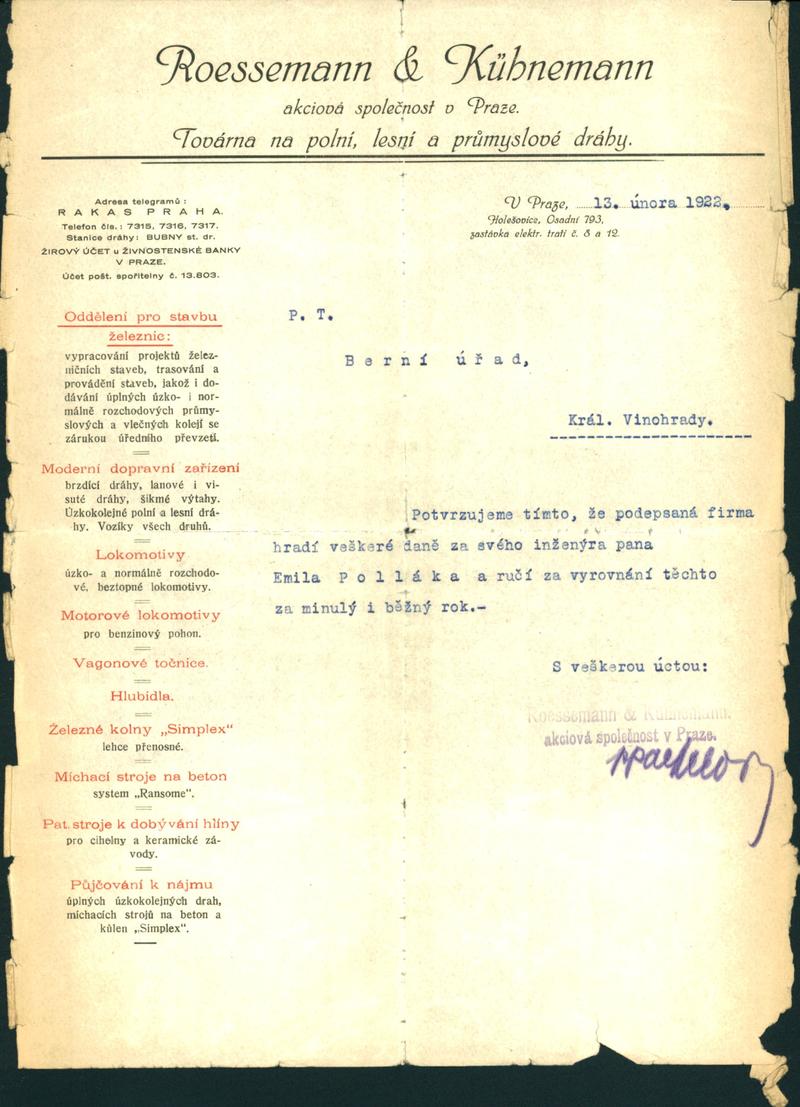 Roessemann & Kühnemann
akciová společnost v Praze.
Továrna na polní, lesní a průmyslové dráhy.
Adresa telegramů :
RAKAS PRAHA.
Telefon čís. : 7315, 7316, 7317.
Stanice dráhy : BUBNY st. dr.
ŽIROVÝ ÚČET u ŽIVNOSTENSKÉ BANKY
V PRAZE.
Účet pošt. spořitelny č. 13.803.
V Praze, 13. února 1922.
Holešovice, Osadní 793,
zastávka elektr. trati č. 3 a 12.
Oddělení pro stavbu
železnic :
vypracování projektů želez-
ničních staveb, trasování a
provádění staveb, jakož i do-
dávání úplných úzko- i nor-
málně rozchodových průmy-
slových a vlečných kolejí se
zárukou úředního převzetí.
Moderní dopravní zařízení
brzdící dráhy, lanové i vi-
suté dráhy, šikmé výtahy.
Úzkokolejné polní a lesní drá-
hy. Vozíky všech druhů.
Lokomotivy
úzko- a normálně rozchodo-
vé, beztopné lokomotivy.
Motorové lokomotivy
pro benzinový pohon.
Vagonové točnice.
Hlubidla.
Železné kolny „Simplex“
lehce přenosné.
Míchací stroje na beton
system „Ransome“.
Pat. stroje k dobývání hlíny
pro cihelny a keramické zá-
vody.
Půjčování k nájmu
úplných úzkokolejných drah,
míchacích strojů na beton a
kůlen „Simplex“.
P. T.
Berní úřad,
Král. Vinohrady.
Potvrzujeme tímto, že podepsaná firma
hradí veškeré daně za svého inženýra pana
Emila Polláka a ručí za vyrovnání těchto
za minulý i běžný rok.-
S veškerou úctou:
Roessemann & Kühnemann.
akciová společnost v Praze.